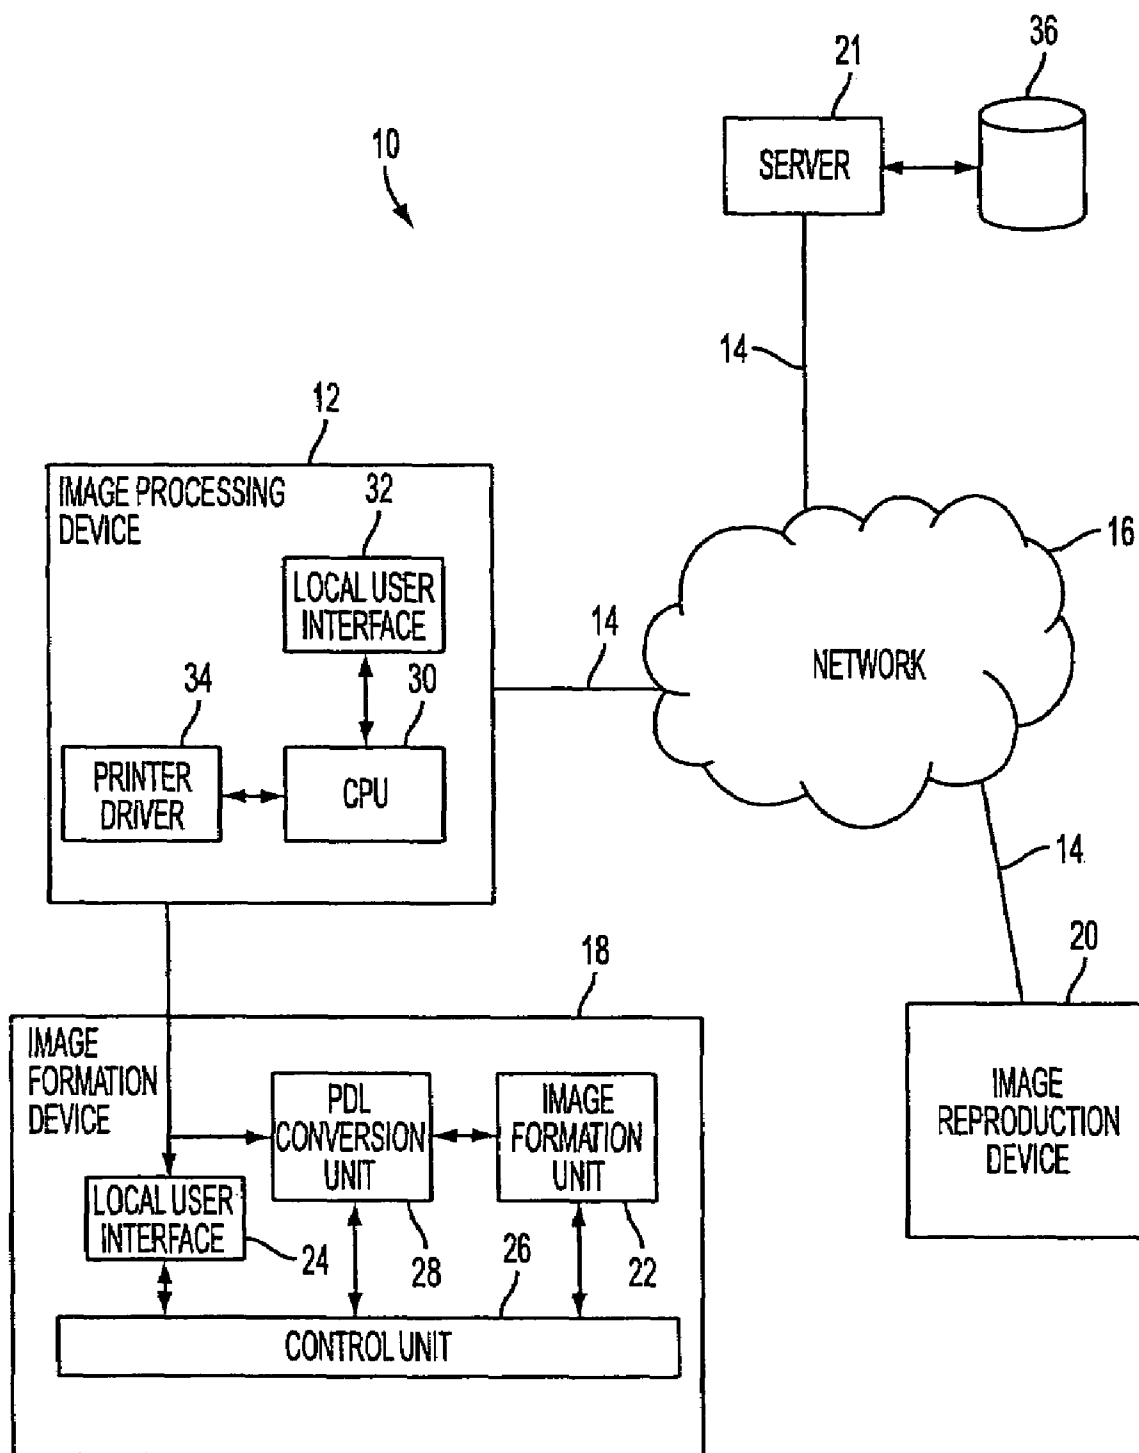 36
21
SERVER
10
14
12
IMAGE PROCESSING
DEVICE
32
LOCAL USER
INTERFACE
16
14
NETWORK
34
30
PRINTER
DRIVER
CPU
14
18
20
IMAGE
FORMATION
DEVICE
PDL
CONVERSION
UNIT
IMAGE
FORMATION
UNIT
IMAGE
REPRODUCTION
DEVICE
LOCAL USER
INTERFACE
24
28
26
22
CONTROL UNIT